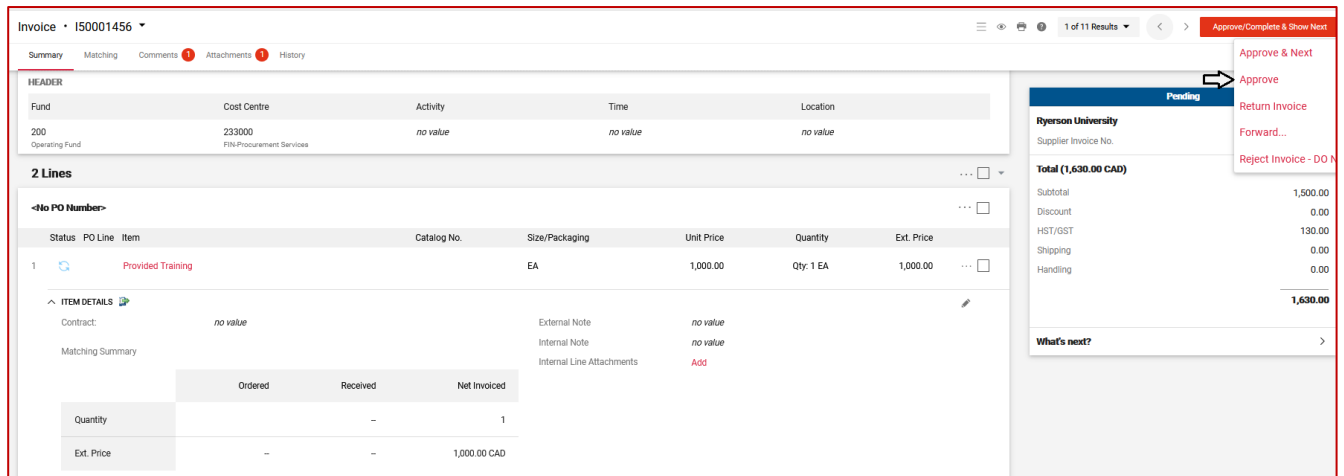 Invoice • I50001456
1 of 11 Results
Approve/Complete & Show Next
Summary Matching Comments 1 Attachments 1 History
Approve & Next
Approve
Return Invoice
Forward...
Reject Invoice - DO N
HEADER
Fund Cost Centre Activity Time Location
200 233000 no value no value no value
Operating Fund FIN-Procurement Services
2 Lines
...
<No PO Number>
...
Status PO Line Item Catalog No. Size/Packaging Unit Price Quantity Ext. Price
1 Provided Training EA 1,000.00 Qty: 1 EA 1,000.00 ...
ITEM DETAILS
Contract: no value External Note no value
Internal Note no value
Matching Summary
Internal Line Attachments Add
Ordered Received Net Invoiced
Quantity – 1
Ext. Price – – 1,000.00 CAD
Pending
Ryerson University
Supplier Invoice No.
Total (1,630.00 CAD)
Subtotal 1,500.00
Discount 0.00
HST/GST 130.00
Shipping 0.00
Handling 0.00
1,630.00
What's next?